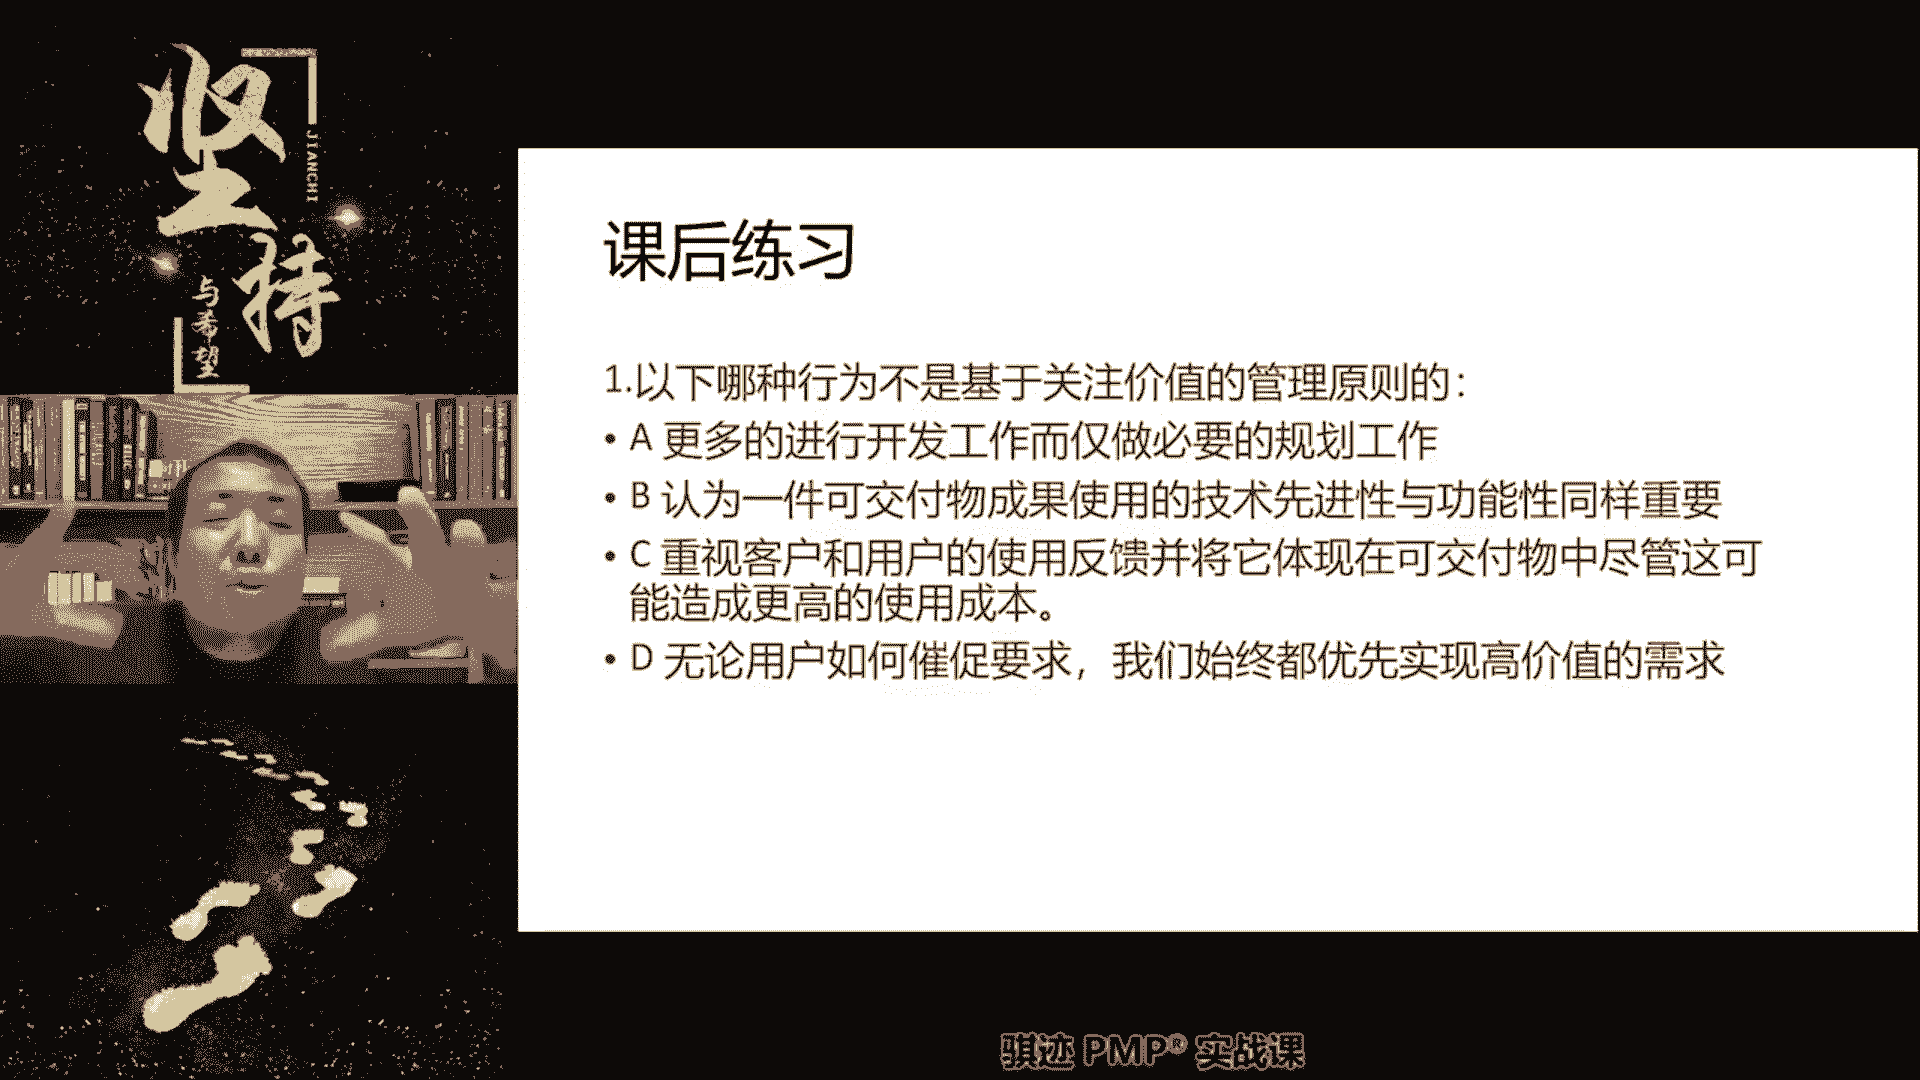 坚持
JIANCHI
与希望
课后练习
1.以下哪种行为不是基于关注价值的管理原则的：
• A 更多的进行开发工作而仅做必要的规划工作
• B 认为一件可交付物成果使用的技术先进性与功能性同样重要
• C 重视客户和用户的使用反馈并将它体现在可交付物中尽管这可
能造成更高的使用成本。
• D 无论用户如何催促要求，我们始终都优先实现高价值的需求
骐迹 PMP® 实战课